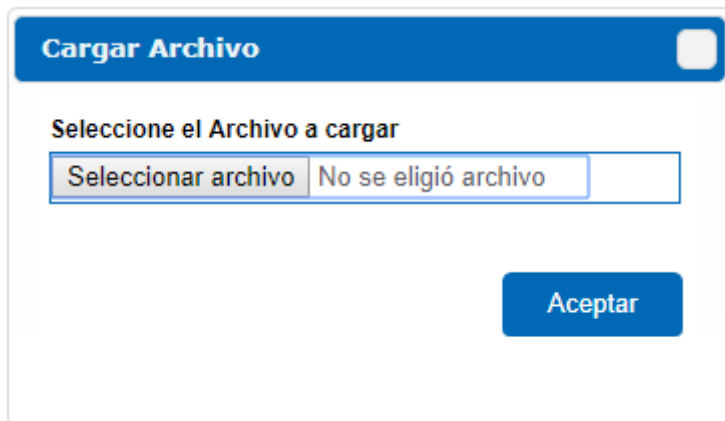 Cargar Archivo
Seleccione el Archivo a cargar
Seleccionar archivo No se eligió archivo
Aceptar